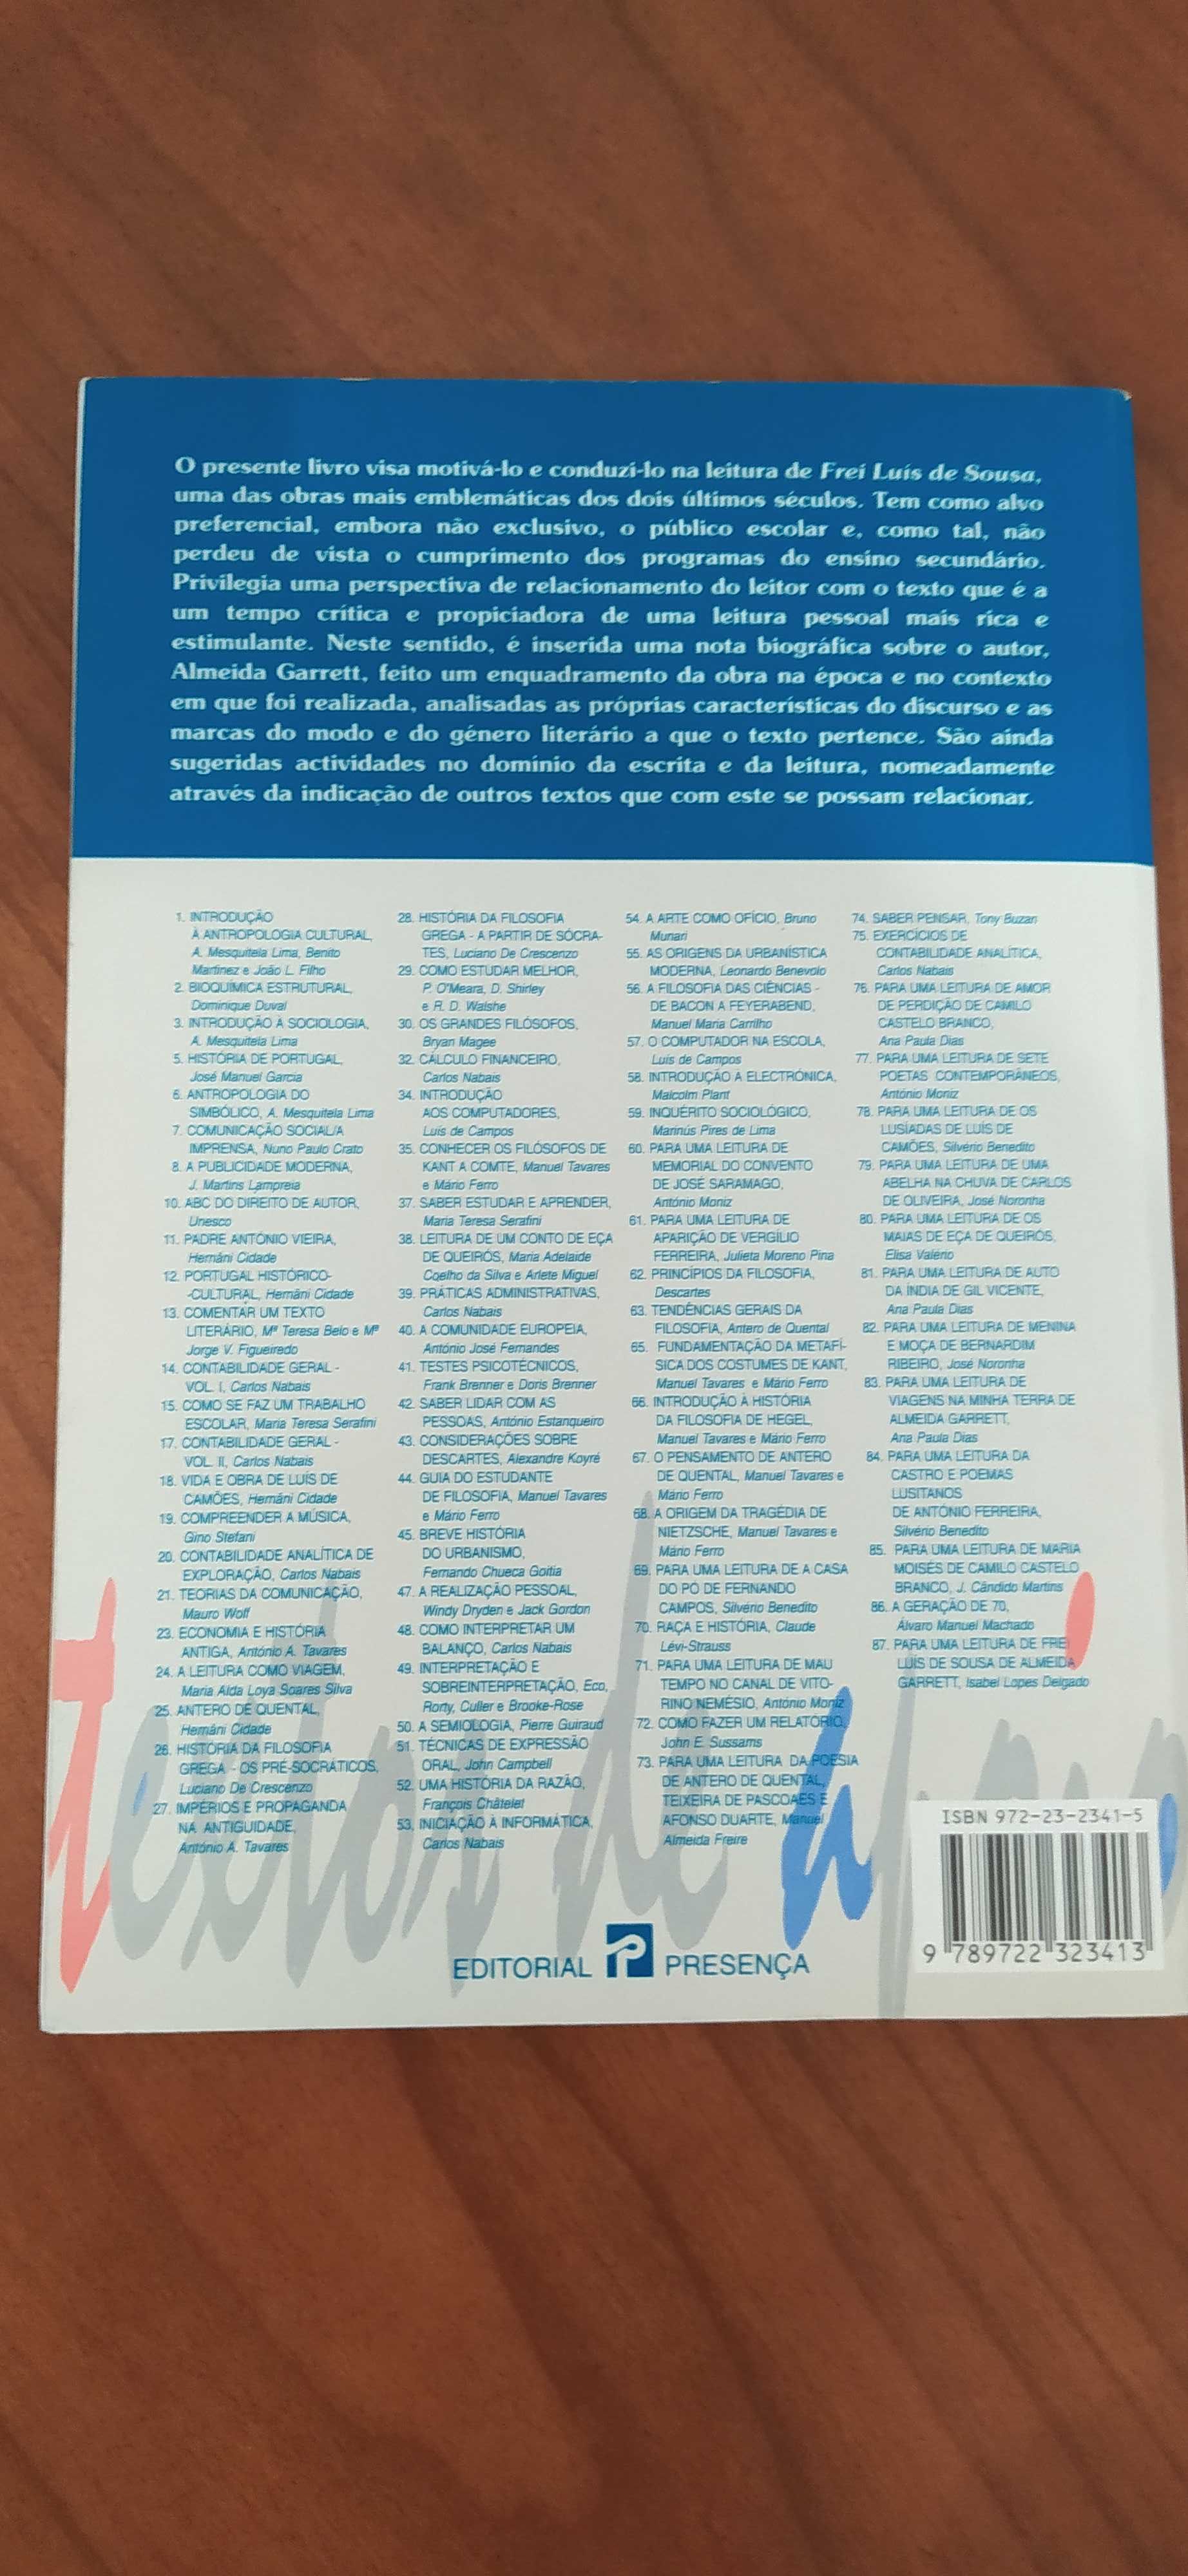 O presente livro visa motivá-lo e conduzi-lo na leitura de Frei Luís de Sousa,
uma das obras mais emblemáticas dos dois últimos séculos. Tem como alvo
preferencial, embora não exclusivo, o público escolar e, como tal, não
perdeu de vista o cumprimento dos programas do ensino secundário.
Privilegia uma perspectiva de relacionamento do leitor com o texto que é a
um tempo crítica e propiciadora de uma leitura pessoal mais rica e
estimulante. Neste sentido, é inserida uma nota biográfica sobre o autor,
Almeida Garrett, feito um enquadramento da obra na época e no contexto
em que foi realizada, analisadas as próprias características do discurso e as
marcas do modo e do género literário a que o texto pertence. São ainda
sugeridas actividades no domínio da escrita e da leitura, nomeadamente
através da indicação de outros textos que com este se possam relacionar.
1. INTRODUÇÃO
À ANTROPOLOGIA CULTURAL,
A. Mesquitela Lima, Benito
Martinez e João L. Filho
2. BIOQUÍMICA ESTRUTURAL,
Dominique Duval
3. INTRODUÇÃO À SOCIOLOGIA,
A. Mesquitela Lima
5. HISTÓRIA DE PORTUGAL,
José Manuel Garcia
6. ANTROPOLOGIA DO
SIMBÓLICO, A. Mesquitela Lima
7. COMUNICAÇÃO SOCIAL/A
IMPRENSA, Nuno Paulo Crato
8. A PUBLICIDADE MODERNA,
J. Martins Lampreia
10. ABC DO DIREITO DE AUTOR,
Unesco
11. PADRE ANTÓNIO VIEIRA,
Hernâni Cidade
12. PORTUGAL HISTÓRICO-
-CULTURAL, Hernâni Cidade
13. COMENTAR UM TEXTO
LITERÁRIO, Mª Teresa Belo e Mª
Jorge V. Figueiredo
14. CONTABILIDADE GERAL -
VOL. I, Carlos Nabais
15. COMO SE FAZ UM TRABALHO
ESCOLAR, Maria Teresa Serafini
17. CONTABILIDADE GERAL -
VOL. II, Carlos Nabais
18. VIDA E OBRA DE LUÍS DE
CAMÕES, Hernâni Cidade
19. COMPREENDER A MÚSICA,
Gino Stefani
20. CONTABILIDADE ANALÍTICA DE
EXPLORAÇÃO, Carlos Nabais
21. TEORIAS DA COMUNICAÇÃO,
Mauro Wolf
23. ECONOMIA E HISTÓRIA
ANTIGA, António A. Tavares
24. A LEITURA COMO VIAGEM,
Maria Alda Loya Soares Silva
25. ANTERO DE QUENTAL,
Hernâni Cidade
26. HISTÓRIA DA FILOSOFIA
GREGA - OS PRÉ-SOCRÁTICOS,
Luciano De Crescenzo
27. IMPÉRIOS E PROPAGANDA
NA ANTIGUIDADE,
António A. Tavares
28. HISTÓRIA DA FILOSOFIA
GREGA - A PARTIR DE SÓCRA-
TES, Luciano De Crescenzo
29. COMO ESTUDAR MELHOR,
P. O'Meara, D. Shirley
e R. D. Walshe
30. OS GRANDES FILÓSOFOS,
Bryan Magee
32. CÁLCULO FINANCEIRO,
Carlos Nabais
34. INTRODUÇÃO
AOS COMPUTADORES,
Luís de Campos
35. CONHECER OS FILÓSOFOS DE
KANT A COMTE, Manuel Tavares
e Mário Ferro
37. SABER ESTUDAR E APRENDER,
Maria Teresa Serafini
38. LEITURA DE UM CONTO DE EÇA
DE QUEIRÓS, Maria Adelaide
Coelho da Silva e Arlete Miguel
39. PRÁTICAS ADMINISTRATIVAS,
Carlos Nabais
40. A COMUNIDADE EUROPEIA,
António José Fernandes
41. TESTES PSICOTÉCNICOS,
Frank Brenner e Doris Brenner
42. SABER LIDAR COM AS
PESSOAS, António Estanqueiro
43. CONSIDERAÇÕES SOBRE
DESCARTES, Alexandre Koyré
44. GUIA DO ESTUDANTE
DE FILOSOFIA, Manuel Tavares
e Mário Ferro
45. BREVE HISTÓRIA
DO URBANISMO,
Fernando Chueca Goitia
47. A REALIZAÇÃO PESSOAL,
Windy Dryden e Jack Gordon
48. COMO INTERPRETAR UM
BALANÇO, Carlos Nabais
49. INTERPRETAÇÃO E
SOBREINTERPRETAÇÃO, Eco,
Rorty, Culler e Brooke-Rose
50. A SEMIOLOGIA, Pierre Guiraud
51. TÉCNICAS DE EXPRESSÃO
ORAL, John Campbell
52. UMA HISTÓRIA DA RAZÃO,
François Châtelet
53. INICIAÇÃO À INFORMÁTICA,
Carlos Nabais
54. A ARTE COMO OFÍCIO, Bruno
Munari
55. AS ORIGENS DA URBANÍSTICA
MODERNA, Leonardo Benevolo
56. A FILOSOFIA DAS CIÊNCIAS -
DE BACON A FEYERABEND,
Manuel Maria Carrilho
57. O COMPUTADOR NA ESCOLA,
Luís de Campos
58. INTRODUÇÃO À ELECTRÓNICA,
Malcolm Plant
59. INQUÉRITO SOCIOLÓGICO,
Marinús Pires de Lima
60. PARA UMA LEITURA DE
MEMORIAL DO CONVENTO
DE JOSÉ SARAMAGO,
António Moniz
61. PARA UMA LEITURA DE
APARIÇÃO DE VERGÍLIO
FERREIRA, Julieta Moreno Pina
62. PRINCÍPIOS DA FILOSOFIA,
Descartes
63. TENDÊNCIAS GERAIS DA
FILOSOFIA, Antero de Quental
65. FUNDAMENTAÇÃO DA METAFÍ-
SICA DOS COSTUMES DE KANT,
Manuel Tavares e Mário Ferro
66. INTRODUÇÃO À HISTÓRIA
DA FILOSOFIA DE HEGEL,
Manuel Tavares e Mário Ferro
67. O PENSAMENTO DE ANTERO
DE QUENTAL, Manuel Tavares e
Mário Ferro
68. A ORIGEM DA TRAGÉDIA DE
NIETZSCHE, Manuel Tavares e
Mário Ferro
69. PARA UMA LEITURA DE A CASA
DO PÓ DE FERNANDO
CAMPOS, Silvério Benedito
70. RAÇA E HISTÓRIA, Claude
Lévi-Strauss
71. PARA UMA LEITURA DE MAU
TEMPO NO CANAL DE VITO-
RINO NEMÉSIO, António Moniz
72. COMO FAZER UM RELATÓRIO,
John E. Sussams
73. PARA UMA LEITURA DA POESIA
DE ANTERO DE QUENTAL,
TEIXEIRA DE PASCOAES E
AFONSO DUARTE, Manuel
Almeida Freire
74. SABER PENSAR, Tony Buzan
75. EXERCÍCIOS DE
CONTABILIDADE ANALÍTICA,
Carlos Nabais
76. PARA UMA LEITURA DE AMOR
DE PERDIÇÃO DE CAMILO
CASTELO BRANCO,
Ana Paula Dias
77. PARA UMA LEITURA DE SETE
POETAS CONTEMPORÂNEOS,
António Moniz
78. PARA UMA LEITURA DE OS
LUSÍADAS DE LUÍS DE
CAMÕES, Silvério Benedito
79. PARA UMA LEITURA DE UMA
ABELHA NA CHUVA DE CARLOS
DE OLIVEIRA, José Noronha
80. PARA UMA LEITURA DE OS
MAIAS DE EÇA DE QUEIRÓS,
Elisa Valério
81. PARA UMA LEITURA DE AUTO
DA ÍNDIA DE GIL VICENTE,
Ana Paula Dias
82. PARA UMA LEITURA DE MENINA
E MOÇA DE BERNARDIM
RIBEIRO, José Noronha
83. PARA UMA LEITURA DE
VIAGENS NA MINHA TERRA DE
ALMEIDA GARRETT,
Ana Paula Dias
84. PARA UMA LEITURA DA
CASTRO E POEMAS
LUSITANOS
DE ANTÓNIO FERREIRA,
Silvério Benedito
85. PARA UMA LEITURA DE MARIA
MOISÉS DE CAMILO CASTELO
BRANCO, J. Cândido Martins
86. A GERAÇÃO DE 70,
Álvaro Manuel Machado
87. PARA UMA LEITURA DE FREI
LUÍS DE SOUSA DE ALMEIDA
GARRETT, Isabel Lopes Delgado
textos de
ISBN 972-23-2341-5
9 789722 323413
EDITORIAL PRESENÇA